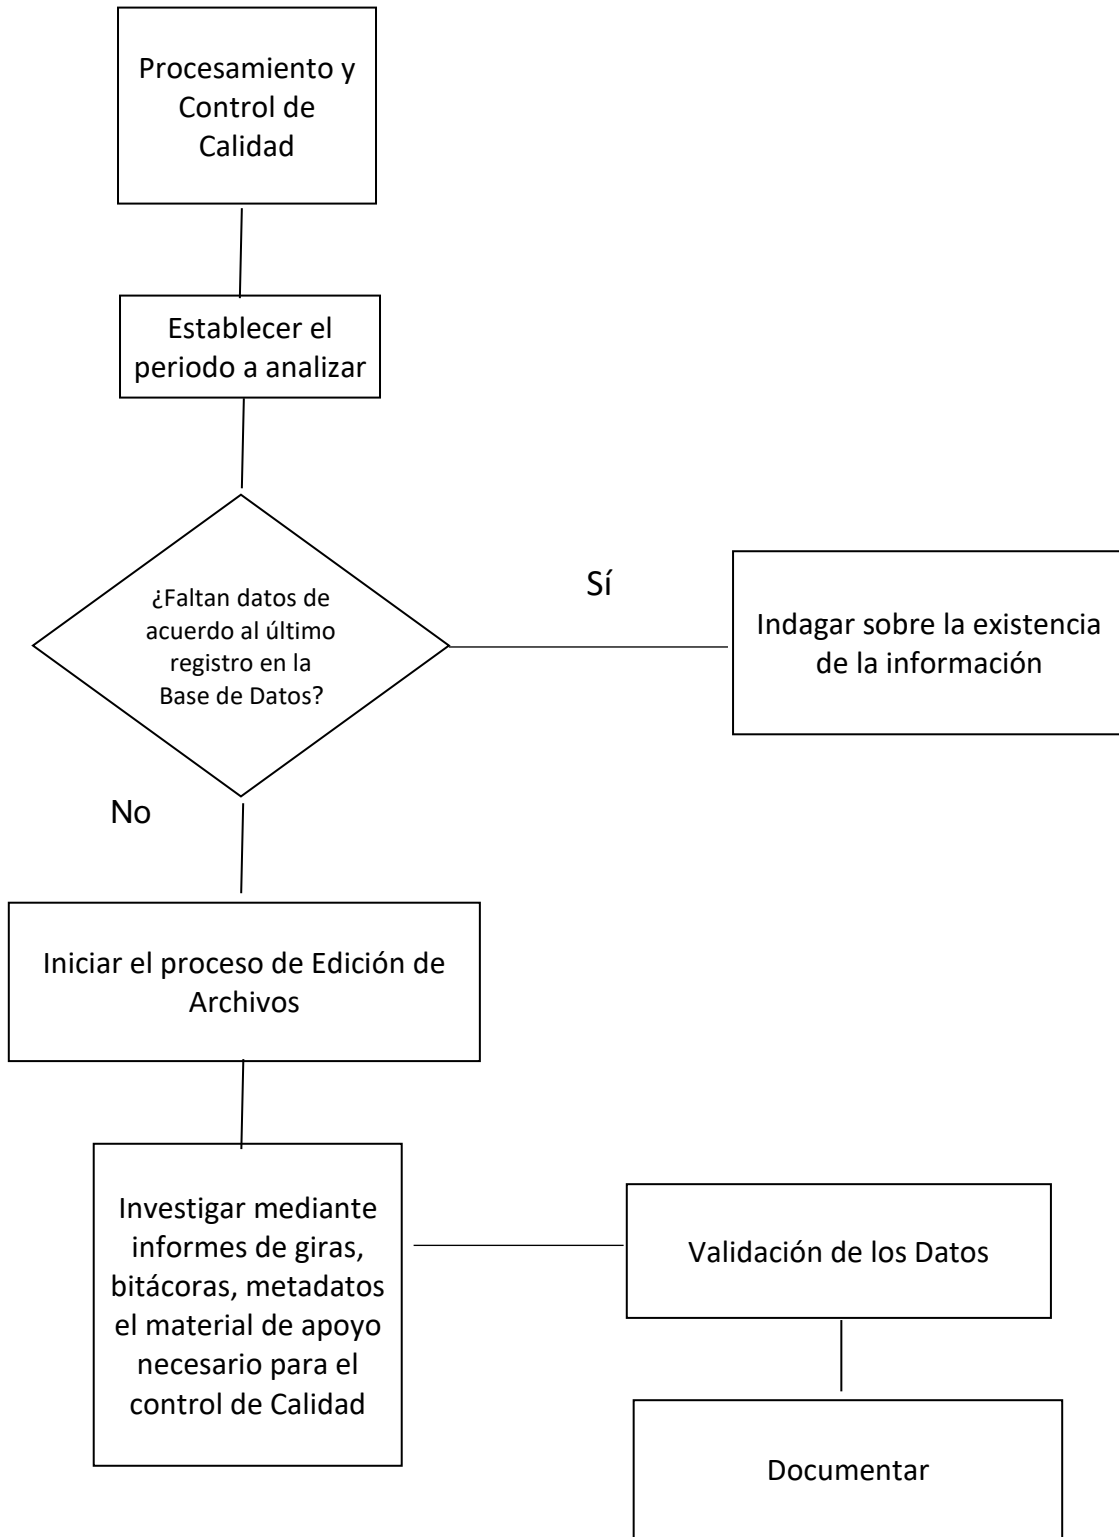 Procesamiento y
Control de
Calidad
Establecer el
periodo a analizar
¿Faltan datos de
acuerdo al último
registro en la
Base de Datos?
Sí
Indagar sobre la existencia
de la información
No
Iniciar el proceso de Edición de
Archivos
Investigar mediante
informes de giras,
bitácoras, metadatos
el material de apoyo
necesario para el
control de Calidad
Validación de los Datos
Documentar